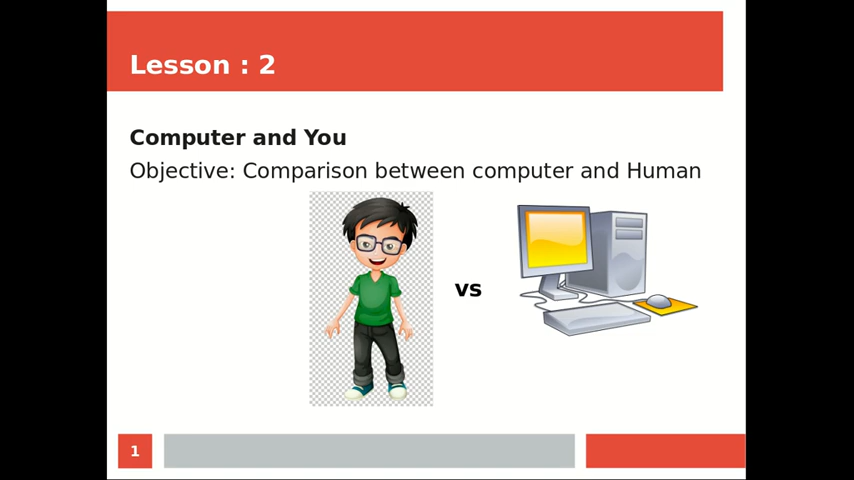 Lesson : 2
Computer and You
Objective: Comparison between computer and Human
vs
1